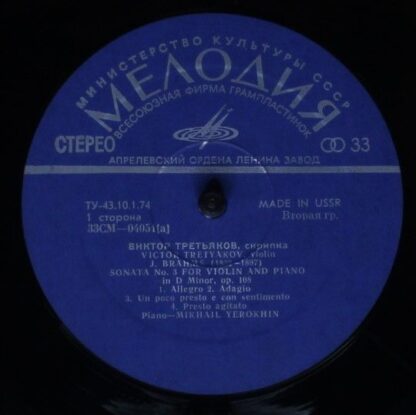 МИНИСТЕРСТВО КУЛЬТУРЫ СССР
МЕЛОДИЯ
ВСЕСОЮЗНАЯ ФИРМА ГРАМПЛАСТИНОК
СТЕРЕО
33
АПРЕЛЕВСКИЙ ОРДЕНА ЛЕНИНА ЗАВОД
ТУ-43.10.1.74
MADE IN USSR
1 сторона
Вторая гр.
33СМ—04051[a]
ВИКТОР ТРЕТЬЯКОВ, скрипка
VICTOR TRETYAKOV, violin
J. BRAHMS
SONATA No. 3 FOR VIOLIN AND PIANO
in D Minor, op. 108
1. Allegro 2. Adagio
3. Un poco presto e con sentimento
4. Presto agitato
Piano—MIKHAIL YEROKHIN